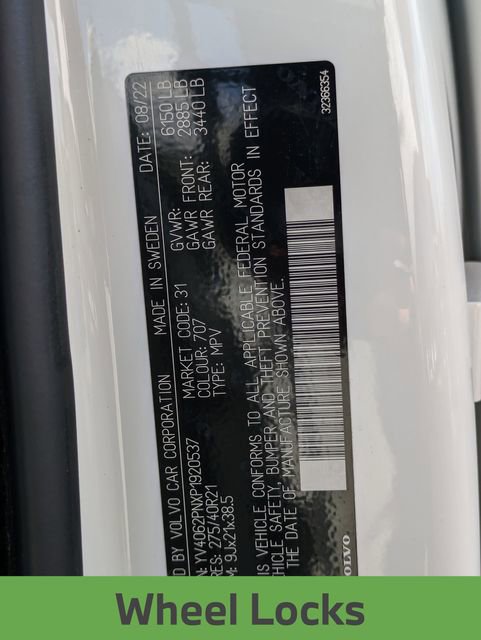 D BY VOLVO CAR CORPORATION MADE IN SWEDEN DATE: 08/22
N: YV4062PNXP1920537 MARKET CODE: 31 GVWR: 6150 LB
RES: 275/40R21 COLOUR: 707 GAWR FRONT: 2885 LB
M: 9Jx21x38.5 TYPE: MPV GAWR REAR: 3440 LB
IS VEHICLE CONFORMS TO ALL APPLICABLE FEDERAL MOTOR
HICLE SAFETY, BUMPER AND THEFT PREVENTION STANDARDS IN EFFECT
THE DATE OF MANUFACTURE SHOWN ABOVE.
VOLVO
32366354
Wheel Locks